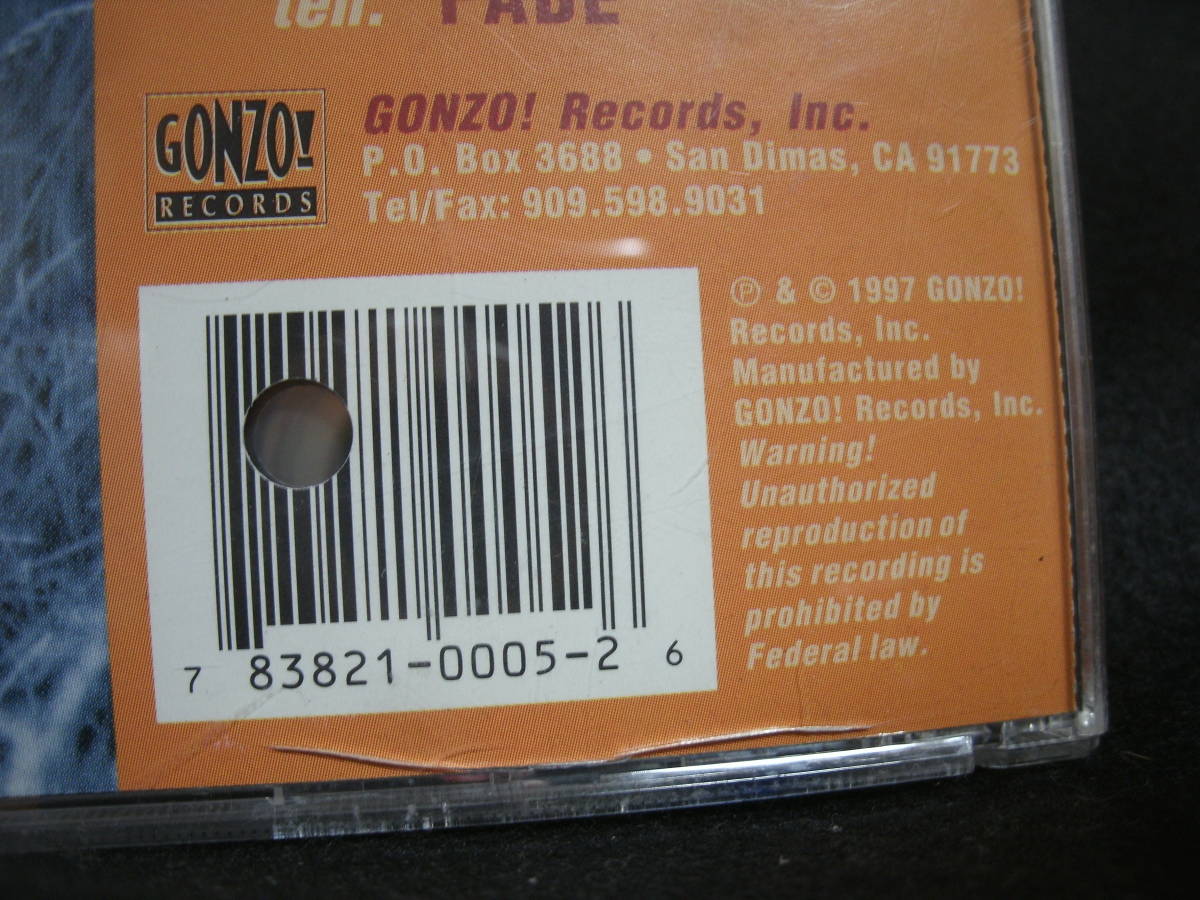 ten. FADE
GONZO!
RECORDS
GONZO! Records, Inc.
P.O. Box 3688 • San Dimas, CA 91773
Tel/Fax: 909.598.9031
℗ & © 1997 GONZO!
Records, Inc.
Manufactured by
GONZO! Records, Inc.
Warning!
Unauthorized
reproduction of
this recording is
prohibited by
Federal law.
7 83821-0005-2 6